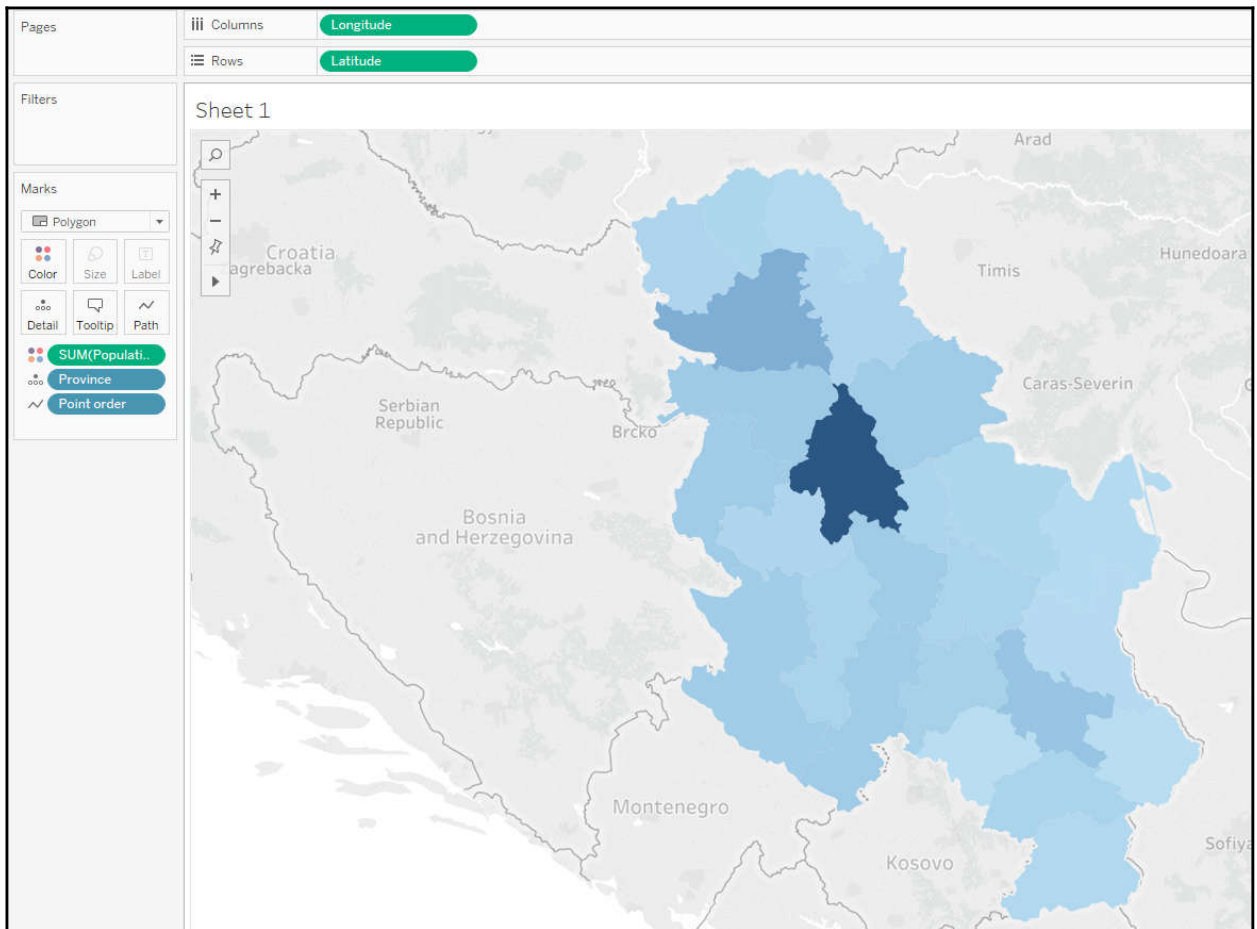 Pages
Columns
Longitude
Rows
Latitude
Filters
Sheet 1
Marks
Polygon
Color
Size
Label
Detail
Tooltip
Path
SUM(Populati..
Province
Point order
Arad
Croatia
agrebacka
Timis
Hunedoara
Caras-Severin
Serbian
Republic
Brcko
Bosnia
and Herzegovina
Montenegro
Kosovo
Sofiya